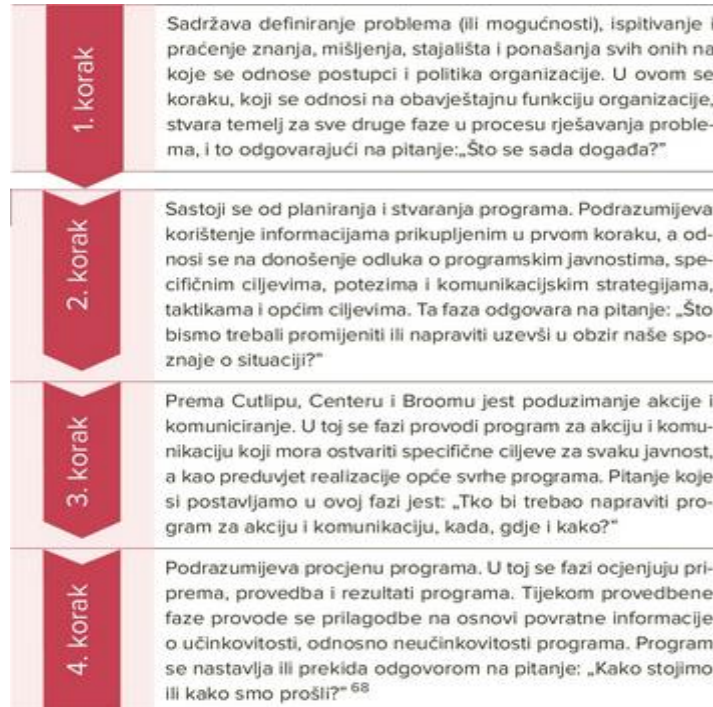 1. korak
Sadržava definiranje problema (ili mogućnosti), ispitivanje i
praćenje znanja, mišljenja, stajališta i ponašanja svih onih na
koje se odnose postupci i politika organizacije. U ovom se
koraku, koji se odnosi na obavještajnu funkciju organizacije,
stvara temelj za sve druge faze u procesu rješavanja proble-
ma, i to odgovarajući na pitanje:„Što se sada događa?”
2. korak
Sastoji se od planiranja i stvaranja programa. Podrazumijeva
korištenje informacijama prikupljenim u prvom koraku, a od-
nosi se na donošenje odluka o programskim javnostima, spe-
cifičnim ciljevima, potezima i komunikacijskim strategijama,
taktikama i općim ciljevima. Ta faza odgovara na pitanje: „Što
bismo trebali promijeniti ili napraviti uzevši u obzir naše spo-
znaje o situaciji?”
3. korak
Prema Cutlipu, Centeru i Broomu jest poduzimanje akcije i
komuniciranje. U toj se fazi provodi program za akciju i komu-
nikaciju koji mora ostvariti specifične ciljeve za svaku javnost,
a kao preduvjet realizacije opće svrhe programa. Pitanje koje
si postavljamo u ovoj fazi jest: „Tko bi trebao napraviti pro-
gram za akciju i komunikaciju, kada, gdje i kako?”
4. korak
Podrazumijeva procjenu programa. U toj se fazi ocjenjuju pri-
prema, provedba i rezultati programa. Tijekom provedbene
faze provode se prilagodbe na osnovi povratne informacije
o učinkovitosti, odnosno neučinkovitosti programa. Program
se nastavlja ili prekida odgovorom na pitanje: „Kako stojimo
ili kako smo prošli?” 68